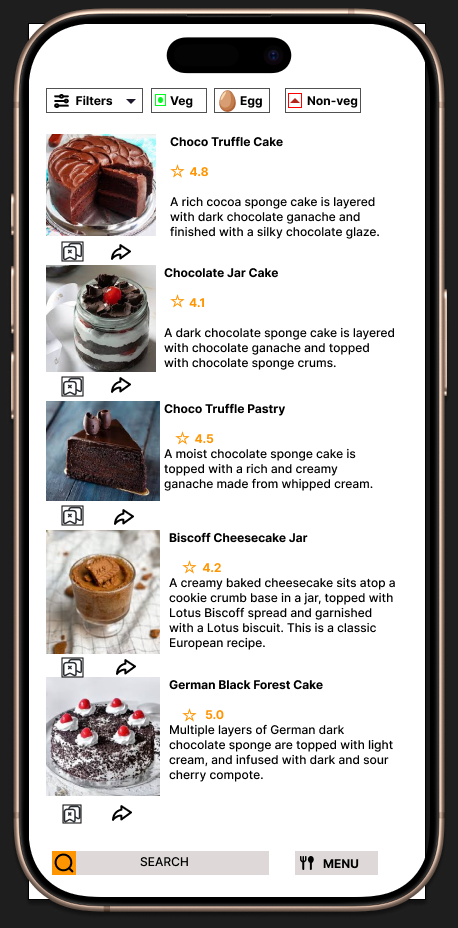 Filters Veg Egg Non-veg
Choco Truffle Cake
4.8
A rich cocoa sponge cake is layered
with dark chocolate ganache and
finished with a silky chocolate glaze.
Chocolate Jar Cake
4.1
A dark chocolate sponge cake is layered
with chocolate ganache and topped
with chocolate sponge crums.
Choco Truffle Pastry
4.5
A moist chocolate sponge cake is
topped with a rich and creamy
ganache made from whipped cream.
Biscoff Cheesecake Jar
4.2
A creamy baked cheesecake sits atop a
cookie crumb base in a jar, topped with
Lotus Biscoff spread and garnished
with a Lotus biscuit. This is a classic
European recipe.
German Black Forest Cake
5.0
Multiple layers of German dark
chocolate sponge are topped with light
cream, and infused with dark and sour
cherry compote.
SEARCH MENU